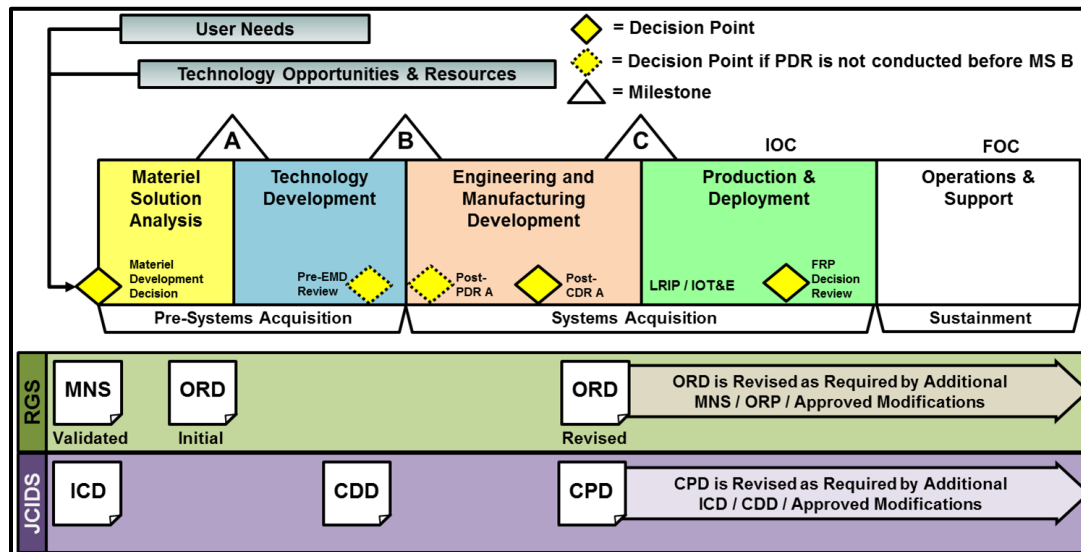 User Needs
Technology Opportunities & Resources
= Decision Point
= Decision Point if PDR is not conducted before MS B
= Milestone
A
B
C
IOC
FOC
Materiel
Solution
Analysis
Technology
Development
Engineering and
Manufacturing
Development
Production &
Deployment
Operations &
Support
Materiel
Development
Decision
Pre-EMD
Review
Post-
PDR A
Post-
CDR A
LRIP / IOT&E
FRP
Decision
Review
Pre-Systems Acquisition
Systems Acquisition
Sustainment
RGS
MNS
Validated
ORD
Initial
ORD
Revised
ORD is Revised as Required by Additional
MNS / ORP / Approved Modifications
JCIDS
ICD
CDD
CPD
CPD is Revised as Required by Additional
ICD / CDD / Approved Modifications